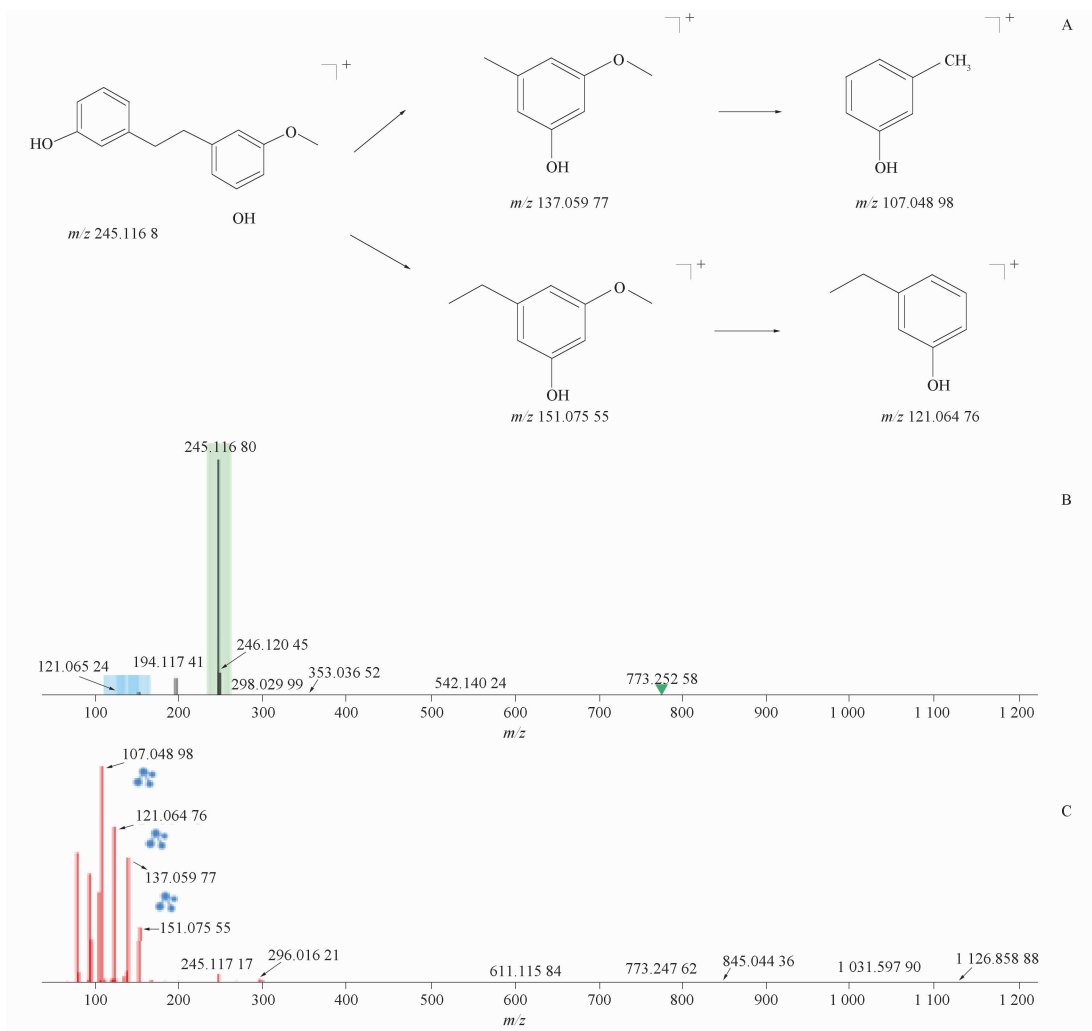 A
]+
]+
]+
HO
O
O
CH₃
OH
OH
OH
m/z 245.116 8
m/z 137.059 77
m/z 107.048 98
]+
]+
O
OH
OH
m/z 151.075 55
m/z 121.064 76
B
245.116 80
246.120 45
194.117 41
121.065 24
353.036 52
298.029 99
542.140 24
773.252 58
100 200 300 400 500 600 700 800 900 1 000 1 100 1 200
m/z
C
107.048 98
121.064 76
137.059 77
151.075 55
245.117 17
296.016 21
611.115 84
773.247 62
845.044 36
1 031.597 90
1 126.858 88
100 200 300 400 500 600 700 800 900 1 000 1 100 1 200
m/z